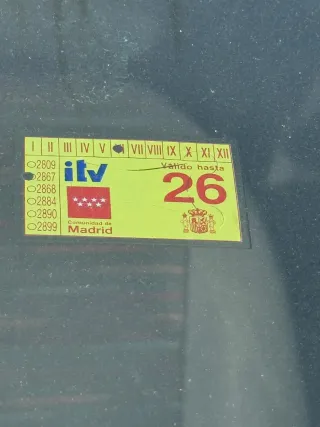 I II III IV V VII VIII IX X XI XII
2809
2867
2868
2884
2890
2899
itv
Válido hasta
26
Comunidad de
Madrid